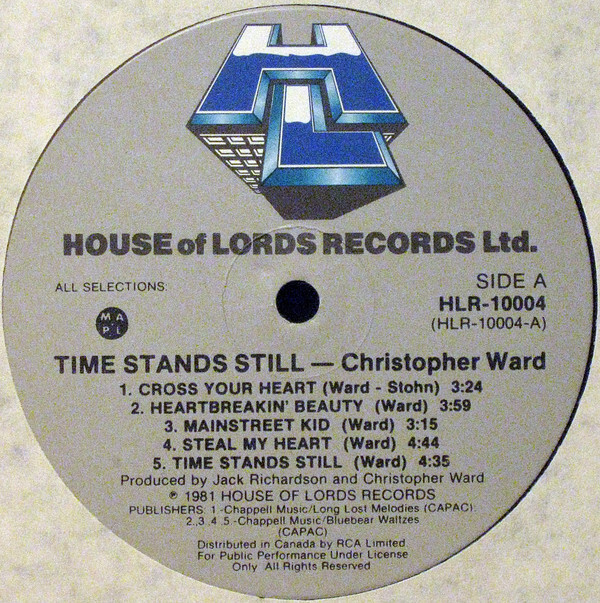 HOUSE of LORDS RECORDS Ltd.
ALL SELECTIONS:
M A
P. L
SIDE A
HLR-10004
(HLR-10004-A)
TIME STANDS STILL — Christopher Ward
1. CROSS YOUR HEART (Ward - Stohn) 3:24
2. HEARTBREAKIN' BEAUTY (Ward) 3:59
3. MAINSTREET KID (Ward) 3:15
4. STEAL MY HEART (Ward) 4:44
5. TIME STANDS STILL (Ward) 4:35
Produced by Jack Richardson and Christopher Ward
℗ 1981 HOUSE OF LORDS RECORDS
PUBLISHERS: 1.-Chappell Music/Long Lost Melodies (CAPAC):
2.3.4.5.-Chappell Music/Bluebear Waltzes
(CAPAC)
Distributed in Canada by RCA Limited.
For Public Performance Under License
Only. All Rights Reserved